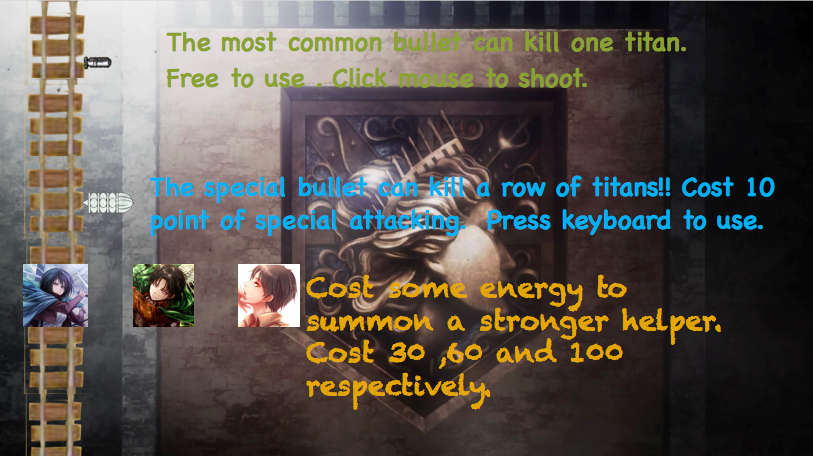 The most common bullet can kill one titan.
Free to use . Click mouse to shoot.
The special bullet can kill a row of titans!! Cost 10
point of special attacking. Press keyboard to use.
Cost some energy to
summon a stronger helper.
Cost 30 ,60 and 100
respectively.